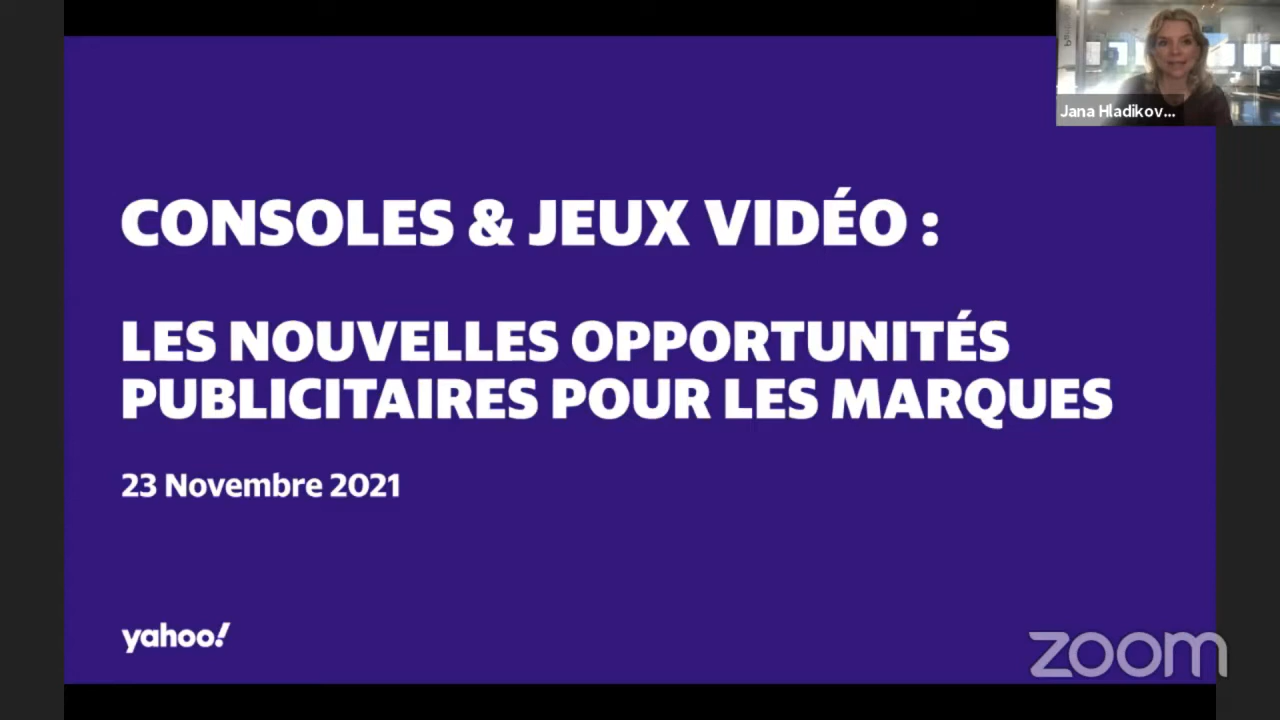 Jana Hladikov...
CONSOLES & JEUX VIDÉO :
LES NOUVELLES OPPORTUNITÉS
PUBLICITAIRES POUR LES MARQUES
23 Novembre 2021
yahoo!
zoom